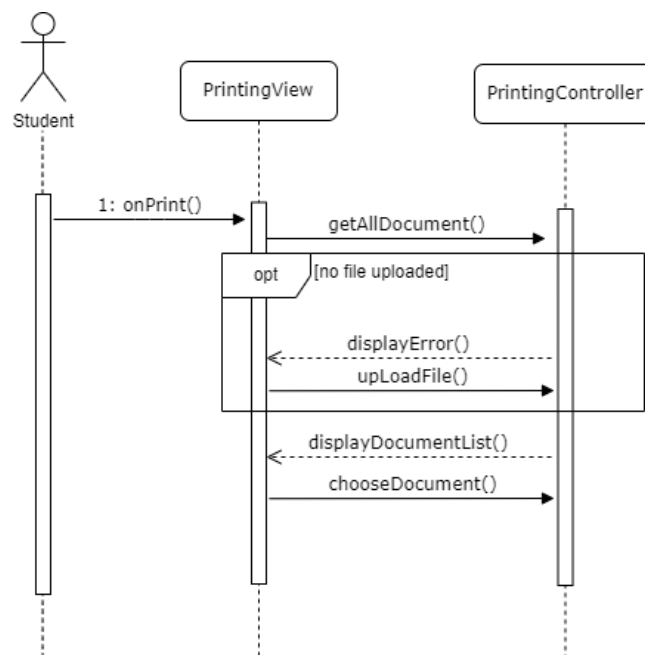 Student
PrintingView
PrintingController
1: onPrint()
getAllDocument()
opt
[no file uploaded]
displayError()
upLoadFile()
displayDocumentList()
chooseDocument()